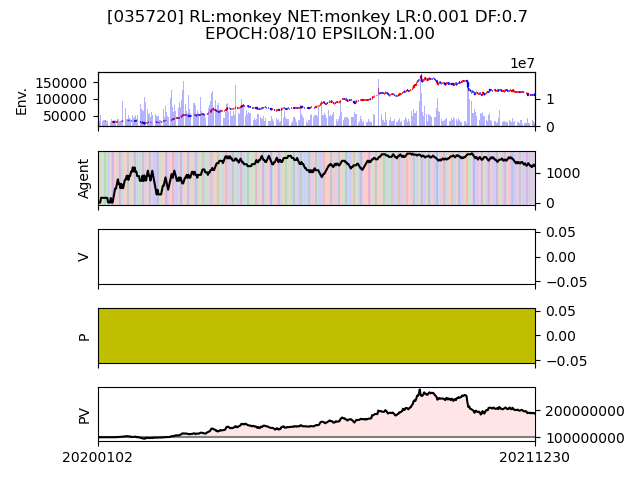 [035720] RL:monkey NET:monkey LR:0.001 DF:0.7
EPOCH:08/10 EPSILON:1.00
1e7
Env.
150000
100000
50000
1
0
Agent
1000
0
V
0.05
0.00
−0.05
P
0.05
0.00
−0.05
PV
200000000
100000000
20200102
20211230